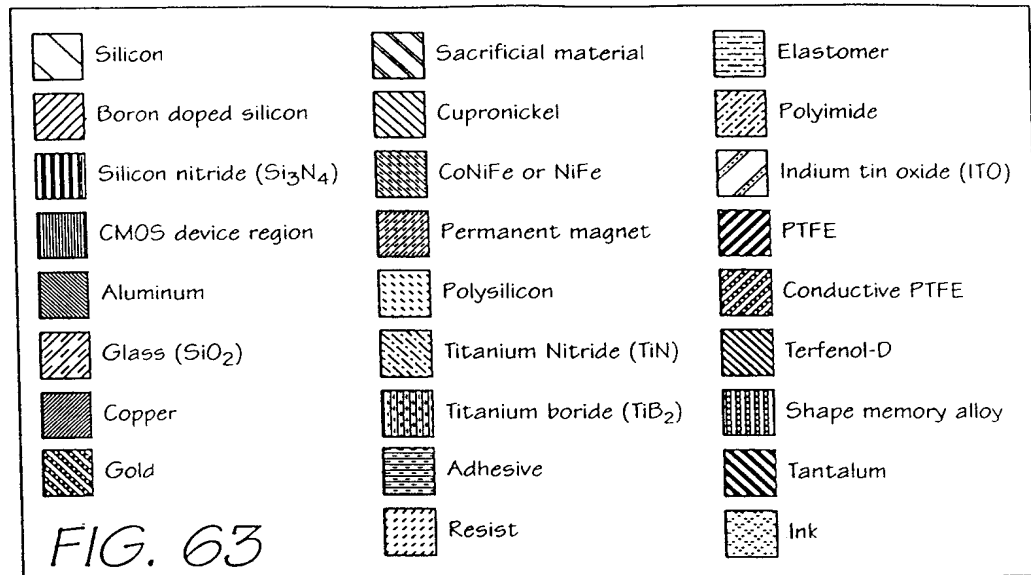 Silicon
Boron doped silicon
Silicon nitride (Si3N4)
CMOS device region
Aluminum
Glass (SiO2)
Copper
Gold
FIG. 63
Sacrificial material
Cupronickel
CoNiFe or NiFe
Permanent magnet
Polysilicon
Titanium Nitride (TiN)
Titanium boride (TiB2)
Adhesive
Resist
Elastomer
Polyimide
Indium tin oxide (ITO)
PTFE
Conductive PTFE
Terfenol-D
Shape memory alloy
Tantalum
Ink